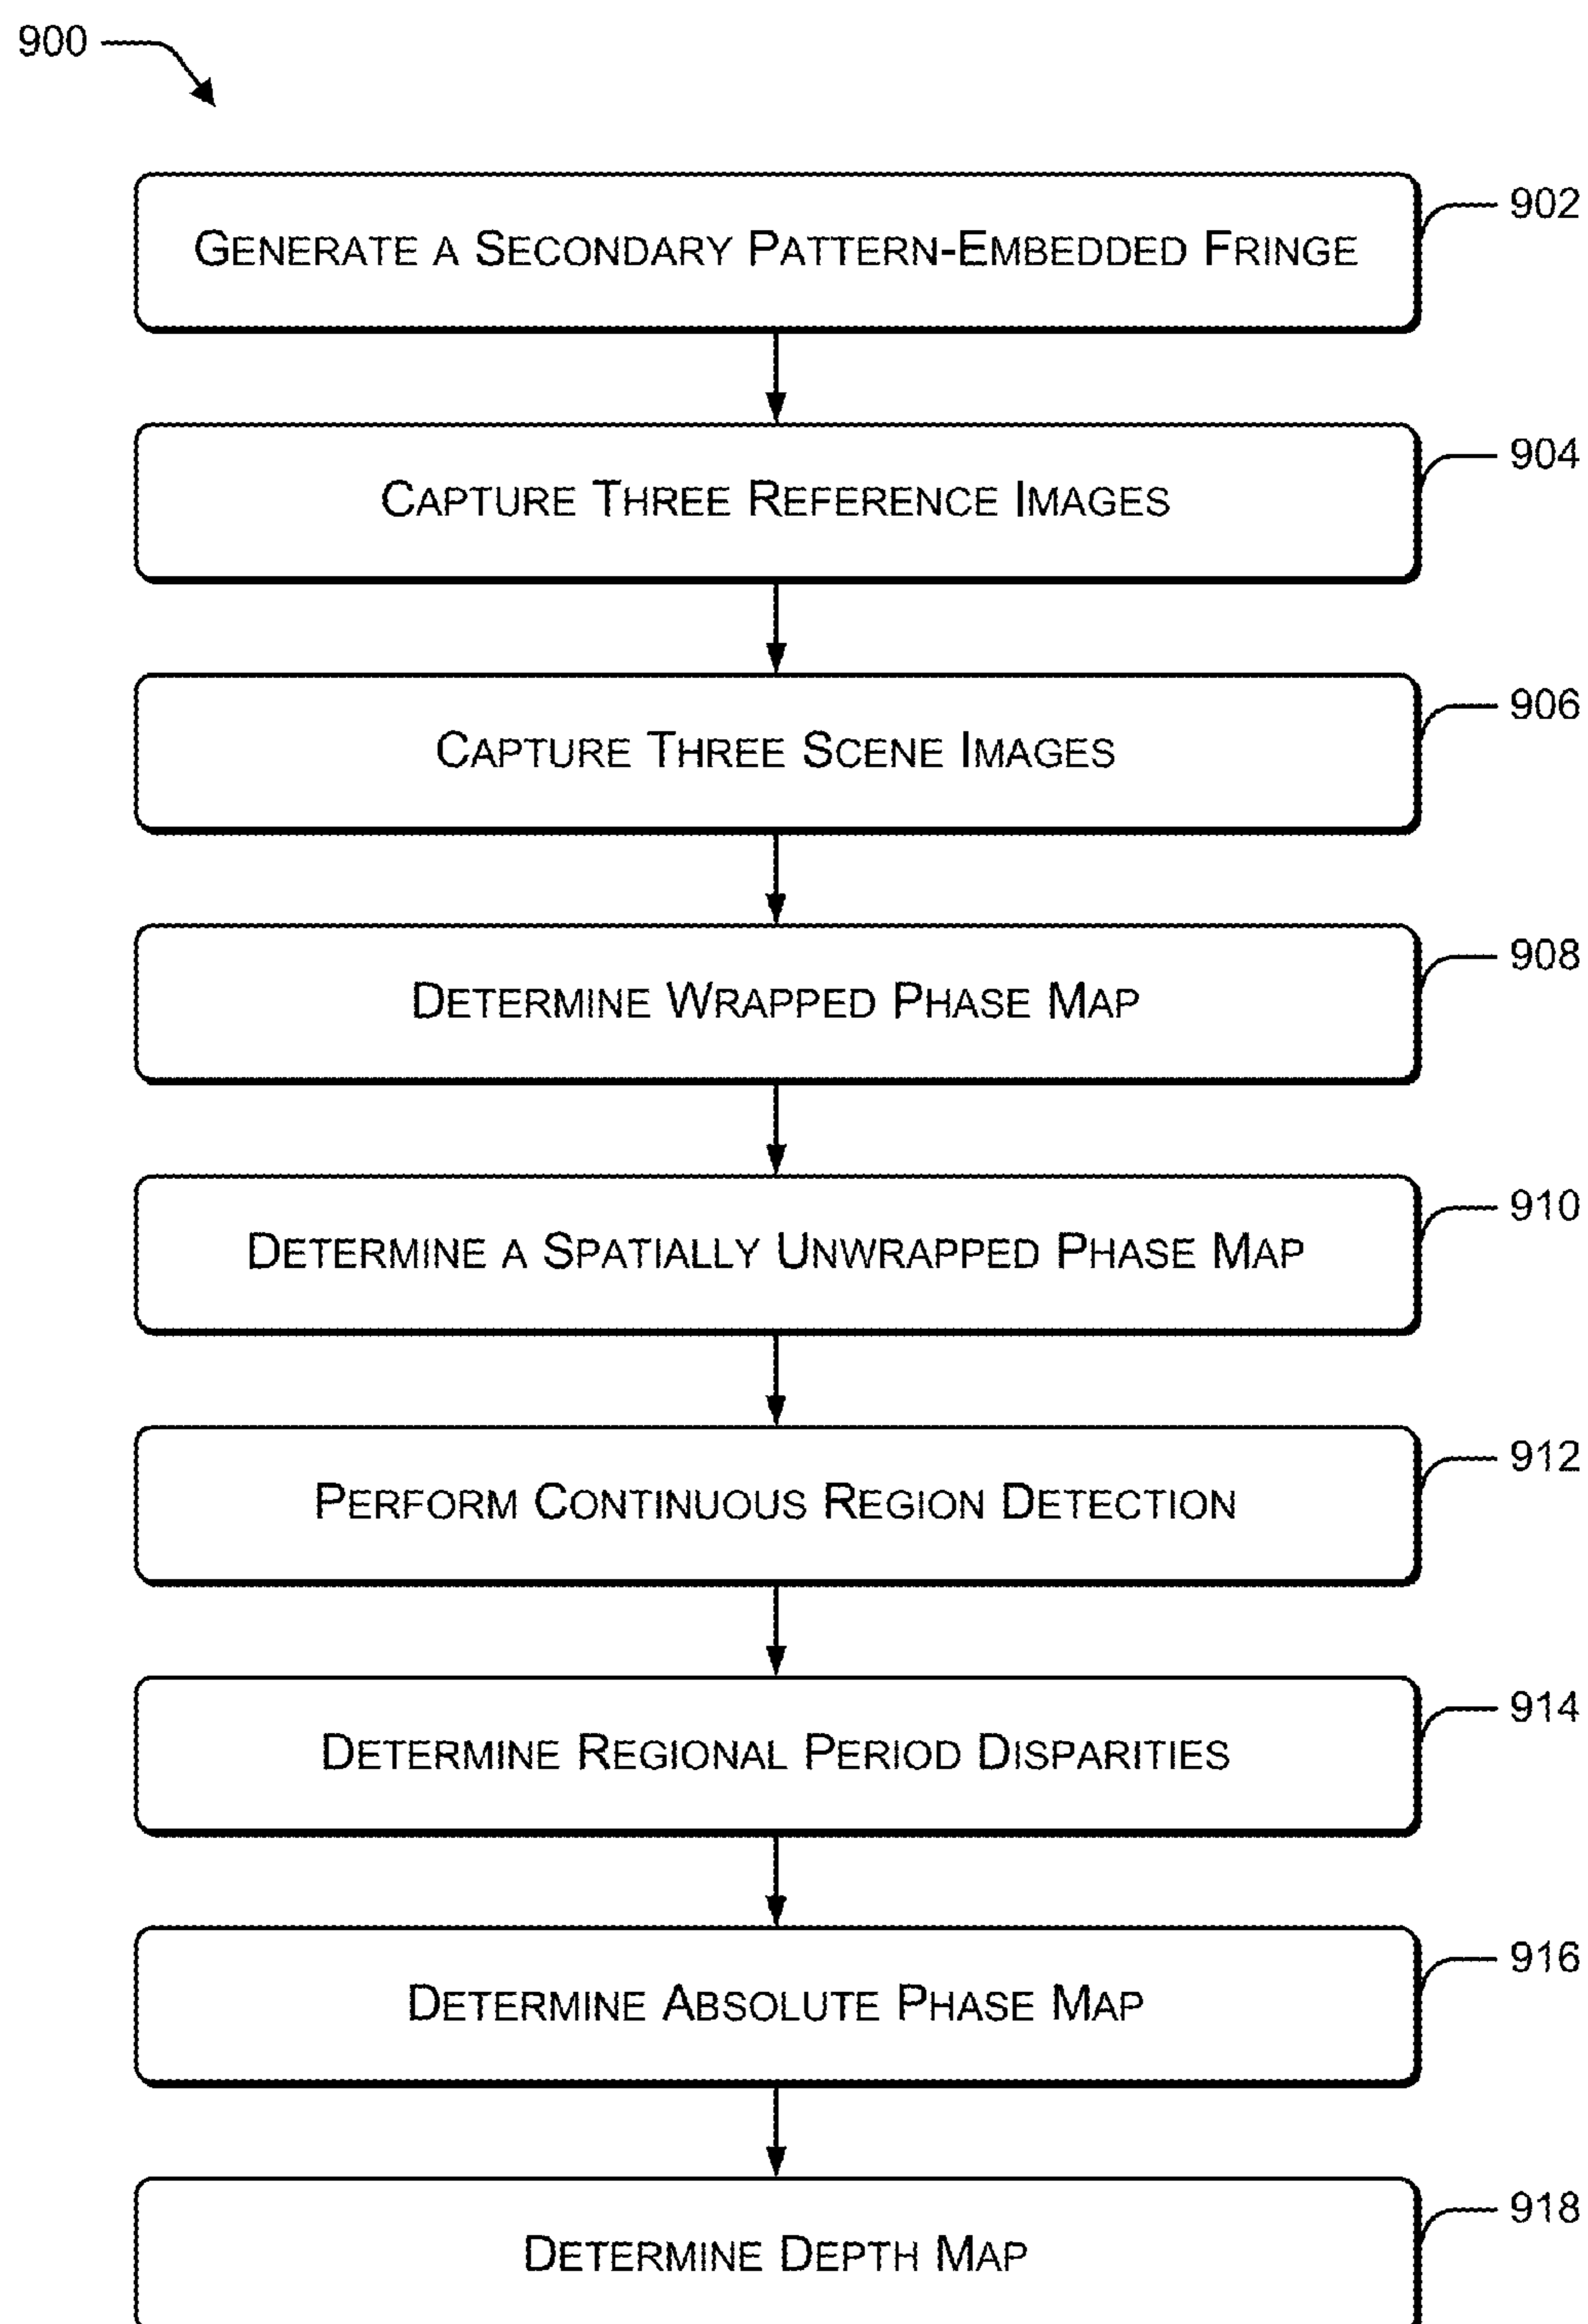 900
GENERATE A SECONDARY PATTERN-EMBEDDED FRINGE
902
CAPTURE THREE REFERENCE IMAGES
904
CAPTURE THREE SCENE IMAGES
906
DETERMINE WRAPPED PHASE MAP
908
DETERMINE A SPATIALLY UNWRAPPED PHASE MAP
910
PERFORM CONTINUOUS REGION DETECTION
912
DETERMINE REGIONAL PERIOD DISPARITIES
914
DETERMINE ABSOLUTE PHASE MAP
916
DETERMINE DEPTH MAP
918